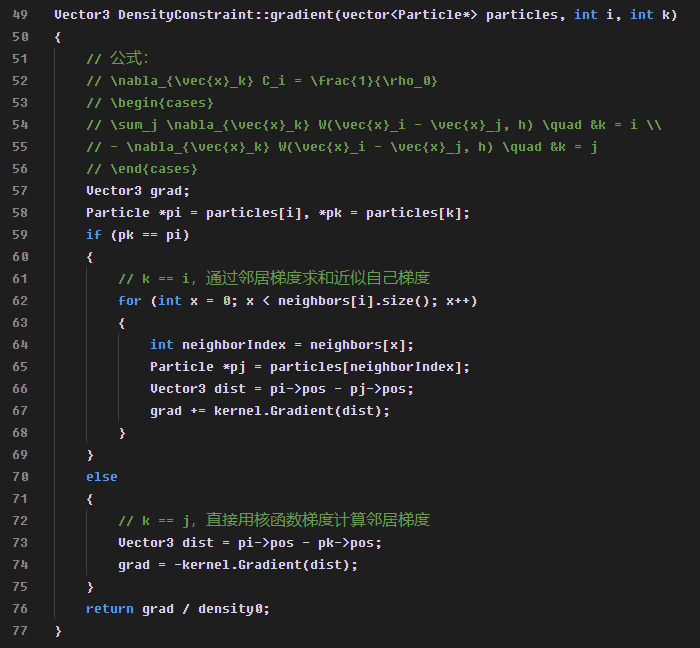 49 Vector3 DensityConstraint::gradient(vector<Particle*> particles, int i, int k)
50 {
51 // 公式:
52 // \nabla_{\vec{x}_k} C_i = \frac{1}{\rho_0}
53 // \begin{cases}
54 // \sum_j \nabla_{\vec{x}_k} W(\vec{x}_i - \vec{x}_j, h) \quad &k = i \\
55 // - \nabla_{\vec{x}_k} W(\vec{x}_i - \vec{x}_j, h) \quad &k = j
56 // \end{cases}
57 Vector3 grad;
58 Particle *pi = particles[i], *pk = particles[k];
59 if (pk == pi)
60 {
61 // k == i，通过邻居梯度求和近似自己梯度
62 for (int x = 0; x < neighbors[i].size(); x++)
63 {
64 int neighborIndex = neighbors[x];
65 Particle *pj = particles[neighborIndex];
66 Vector3 dist = pi->pos - pj->pos;
67 grad += kernel.Gradient(dist);
68 }
69 }
70 else
71 {
72 // k == j，直接用核函数梯度计算邻居梯度
73 Vector3 dist = pi->pos - pk->pos;
74 grad = -kernel.Gradient(dist);
75 }
76 return grad / density0;
77 }